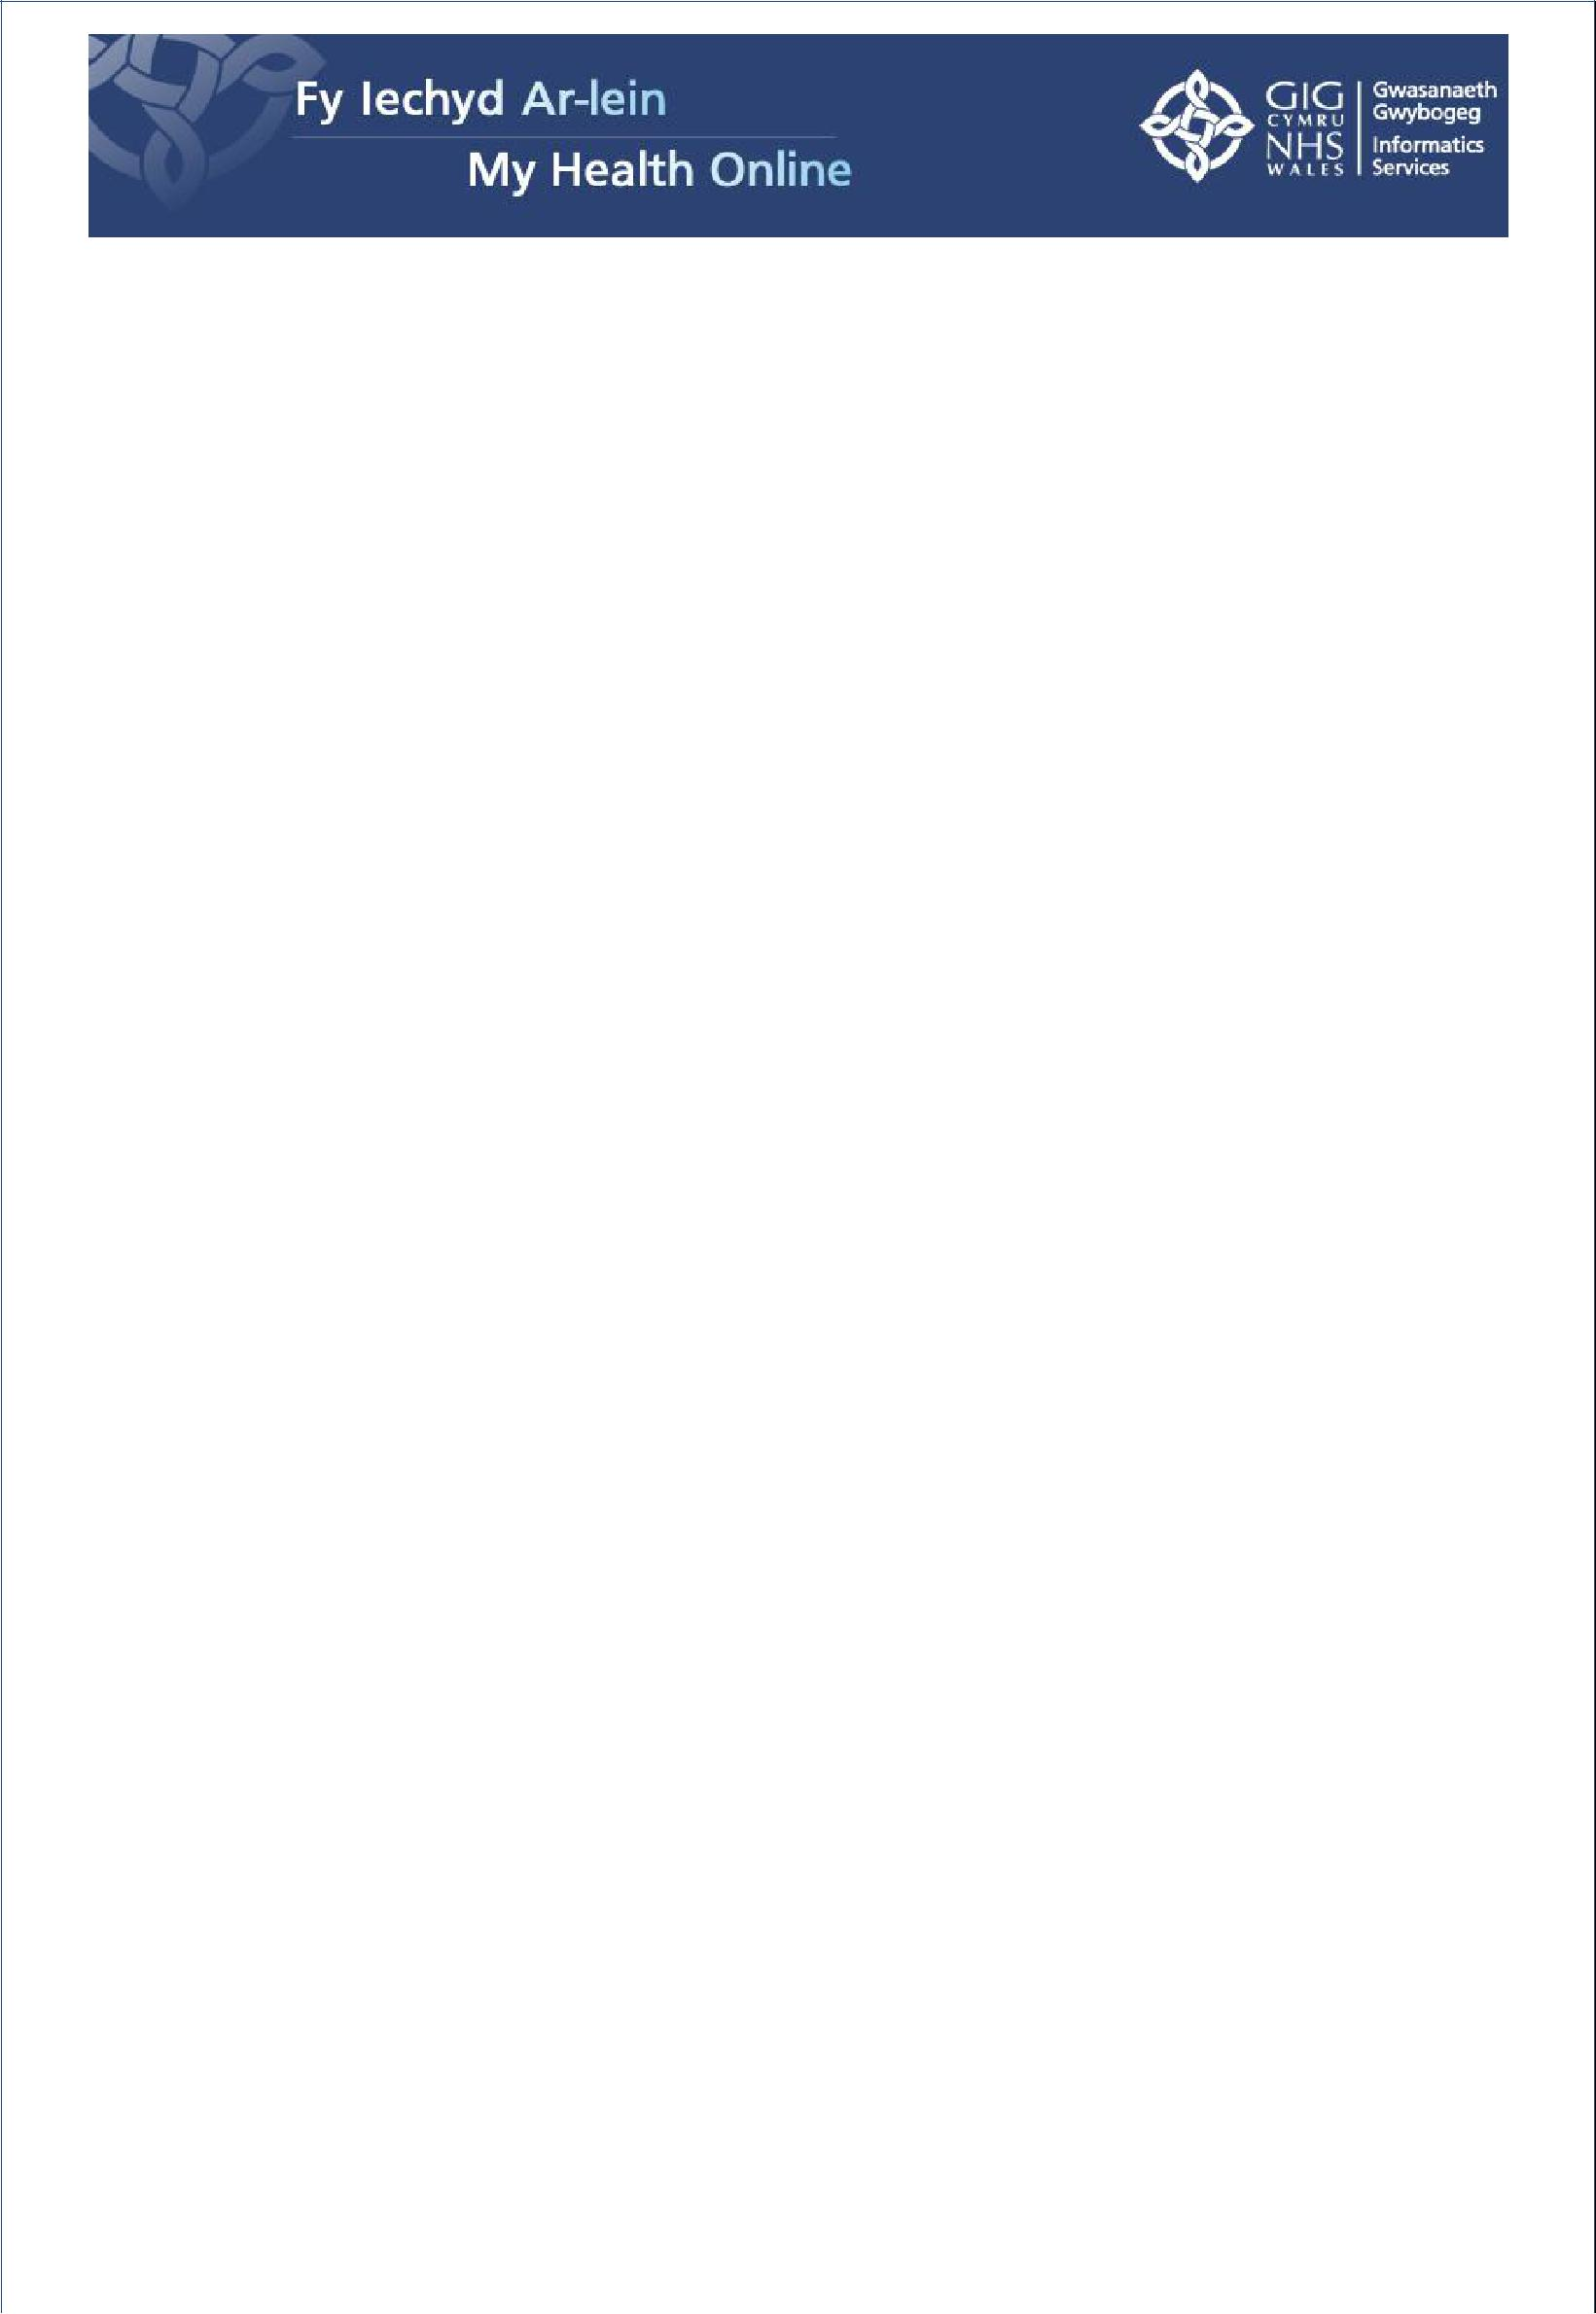 Fy Iechyd Ar-lein
My Health Online
GIG
CYMRU
NHS
WALES
Gwasanaeth
Gwybogeg
Informatics
Services